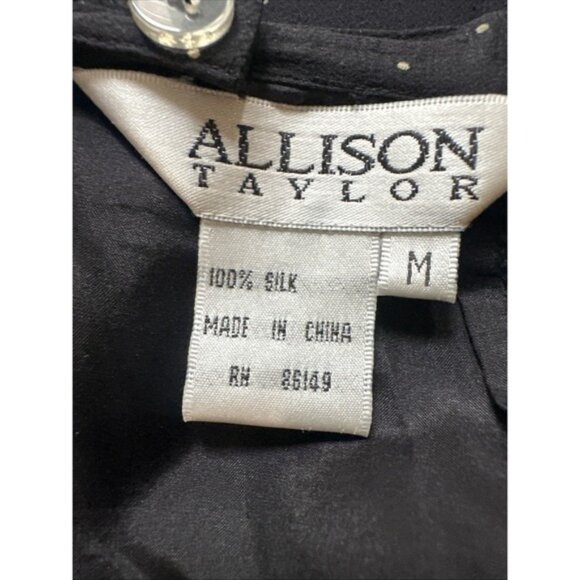 ALLISON
TAYLOR
M
100% SILK
MADE IN CHINA
RN 86149